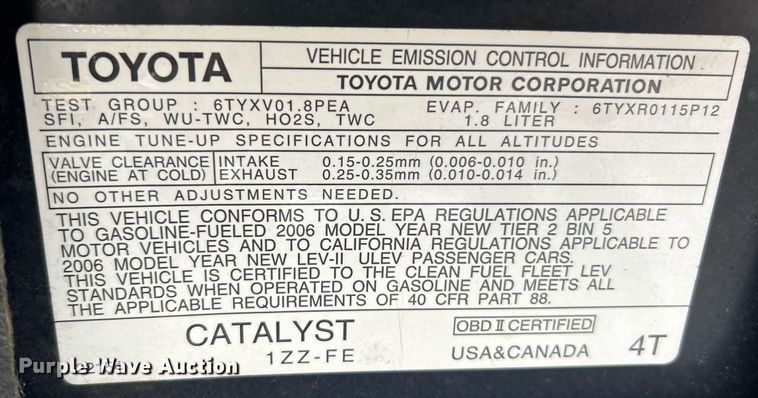 TOYOTA
VEHICLE EMISSION CONTROL INFORMATION
TOYOTA MOTOR CORPORATION
TEST GROUP : 6TYXV01.8PEA EVAP. FAMILY : 6TYXR0115P12
SFI, A/FS, WU-TWC, HO2S, TWC 1.8 LITER
ENGINE TUNE-UP SPECIFICATIONS FOR ALL ALTITUDES
VALVE CLEARANCE INTAKE 0.15-0.25mm (0.006-0.010 in.)
(ENGINE AT COLD) EXHAUST 0.25-0.35mm (0.010-0.014 in.)
NO OTHER ADJUSTMENTS NEEDED.
THIS VEHICLE CONFORMS TO U.S.EPA REGULATIONS APPLICABLE
TO GASOLINE-FUELED 2006 MODEL YEAR NEW TIER 2 BIN 5
MOTOR VEHICLES AND TO CALIFORNIA REGULATIONS APPLICABLE TO
2006 MODEL YEAR NEW LEV-II ULEV PASSENGER CARS.
THIS VEHICLE IS CERTIFIED TO THE CLEAN FUEL FLEET LEV
STANDARDS WHEN OPERATED ON GASOLINE AND MEETS ALL
THE APPLICABLE REQUIREMENTS OF 40 CFR PART 88.
CATALYST OBD II CERTIFIED
1ZZ-FE USA&CANADA 4T
Purple Wave Auction